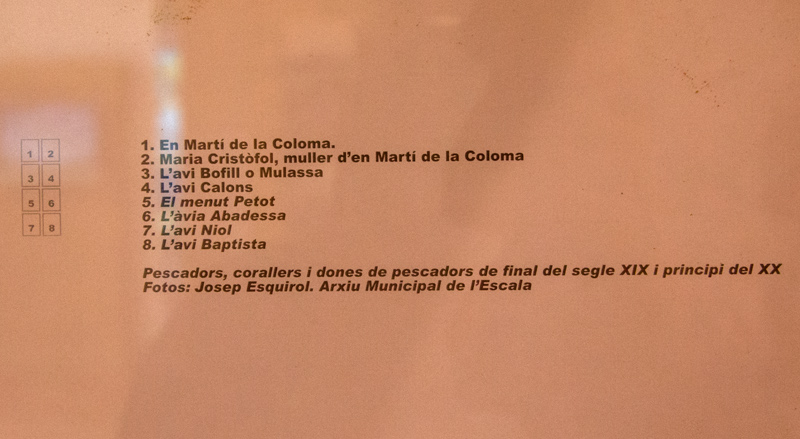 1 2
3 4
5 6
7 8
1. En Martí de la Coloma.
2. Maria Cristòfol, muller d'en Martí de la Coloma
3. L'avi Bofill o Mulassa
4. L'avi Calons
5. El menut Petot
6. L'àvia Abadessa
7. L'avi Niol
8. L'avi Baptista
Pescadors, corallers i dones de pescadors de final del segle XIX i principi del XX
Fotos: Josep Esquirol. Arxiu Municipal de l'Escala